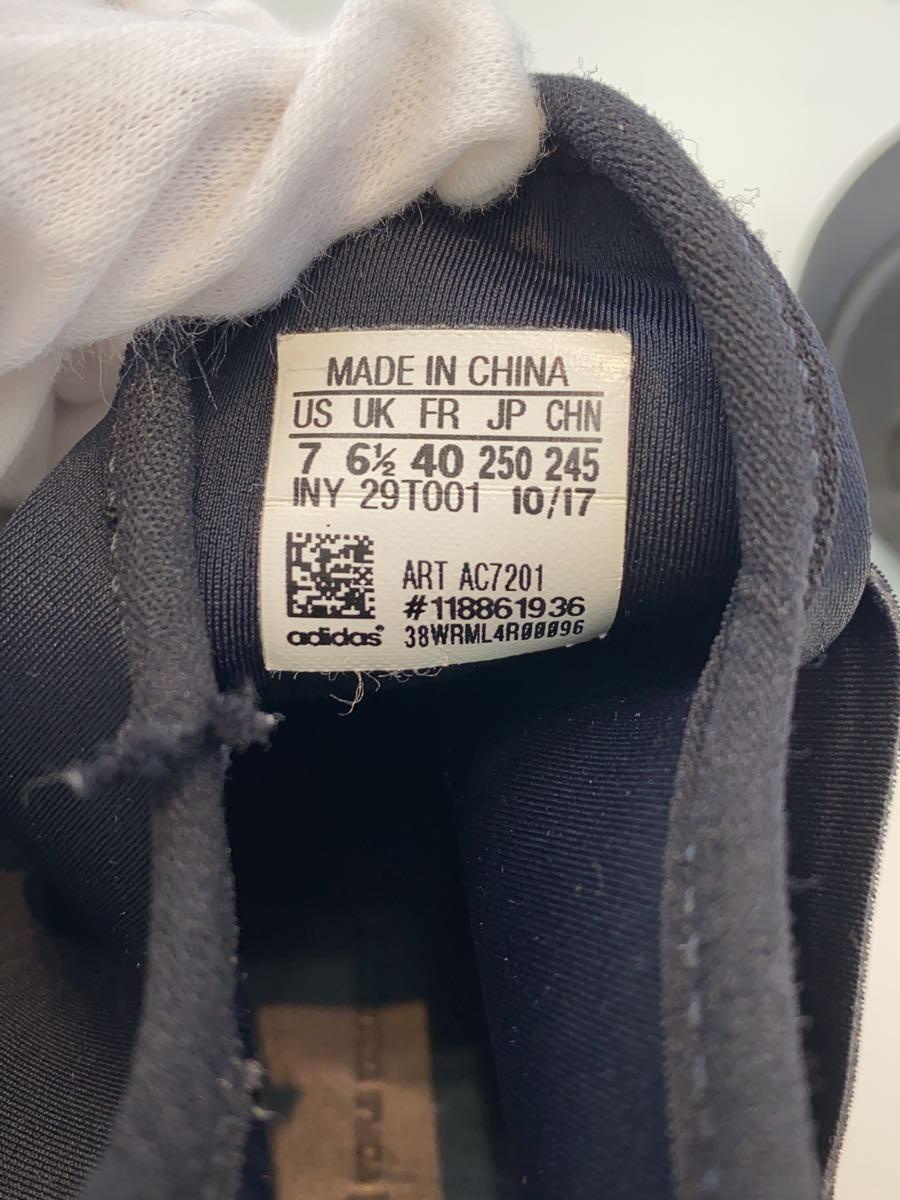 MADE IN CHINA
US UK FR JP CHN
7 6½ 40 250 245
INY 29T001 10/17
ART AC7201
#118861936
adidas® 38WRML4R00096